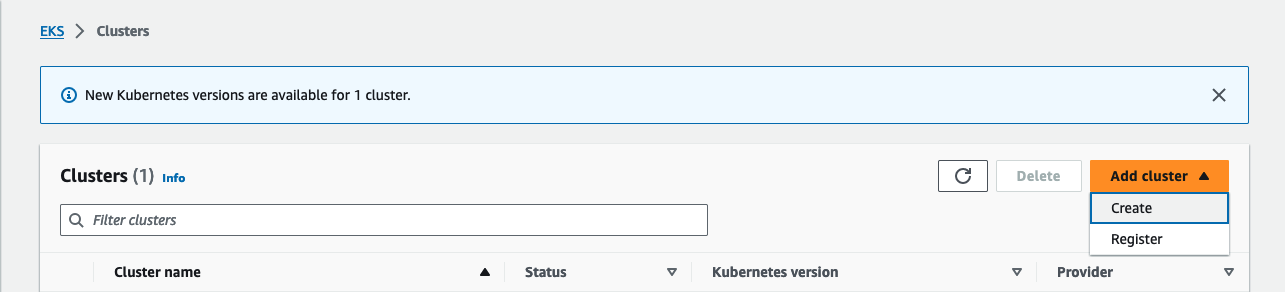 EKS > Clusters
New Kubernetes versions are available for 1 cluster.
Clusters (1) Info
Delete
Add cluster
Filter clusters
Create
Register
Cluster name Status Kubernetes version Provider